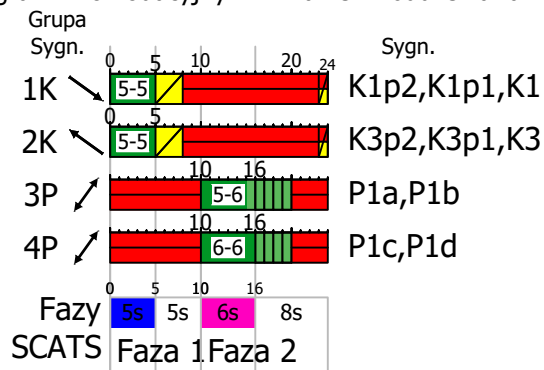 Grupa Sygn.
Sygn.
0 5 10 20 24
1K 5-5 K1p2,K1p1,K1
0 5
2K 5-5 K3p2,K3p1,K3
10 16
3P 5-6 P1a,P1b
10 16
4P 6-6 P1c,P1d
0 5 10 16
Fazy 5s 5s 6s 8s
SCATS Faza 1 Faza 2